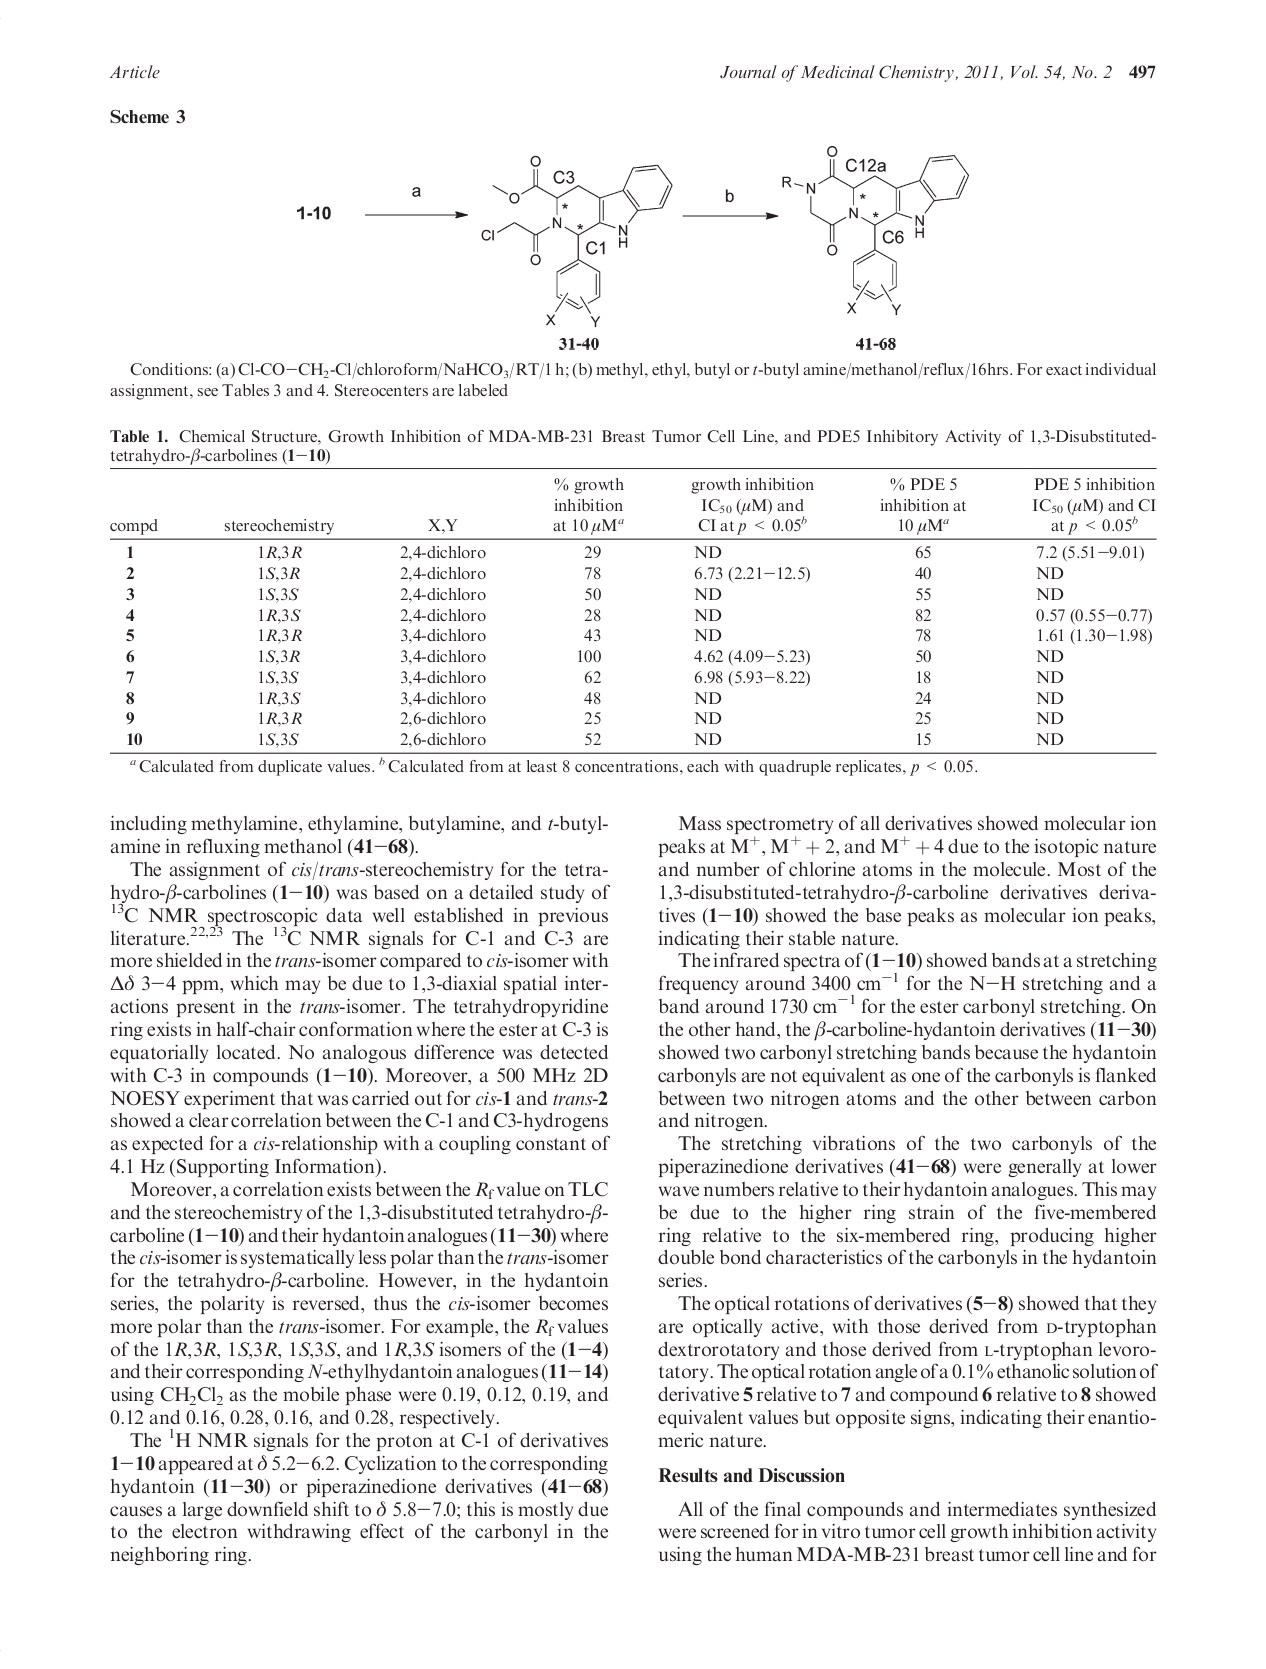 Article
Journal of Medicinal Chemistry, 2011, Vol. 54, No. 2 497
Scheme 3
1-10
a
O
C3
O
*
N
*
Cl
O
C1
N
H
X
Y
31-40
b
O
C12a
R
N
*
N
*
O
C6
N
H
X
Y
41-68
Conditions: (a) Cl-CO−CH₂-Cl/chloroform/NaHCO₃/RT/1 h; (b) methyl, ethyl, butyl or t-butyl amine/methanol/reflux/16hrs. For exact individual
assignment, see Tables 3 and 4. Stereocenters are labeled
Table 1. Chemical Structure, Growth Inhibition of MDA-MB-231 Breast Tumor Cell Line, and PDE5 Inhibitory Activity of 1,3-Disubstituted-
tetrahydro-β-carbolines (1−10)
compd stereochemistry X,Y % growth inhibition at 10 μMᵃ growth inhibition IC₅₀ (μM) and CI at p < 0.05ᵇ % PDE 5 inhibition at 10 μMᵃ PDE 5 inhibition IC₅₀ (μM) and CI at p < 0.05ᵇ
1 1R,3R 2,4-dichloro 29 ND 65 7.2 (5.51−9.01)
2 1S,3R 2,4-dichloro 78 6.73 (2.21−12.5) 40 ND
3 1S,3S 2,4-dichloro 50 ND 55 ND
4 1R,3S 2,4-dichloro 28 ND 82 0.57 (0.55−0.77)
5 1R,3R 3,4-dichloro 43 ND 78 1.61 (1.30−1.98)
6 1S,3R 3,4-dichloro 100 4.62 (4.09−5.23) 50 ND
7 1S,3S 3,4-dichloro 62 6.98 (5.93−8.22) 18 ND
8 1R,3S 3,4-dichloro 48 ND 24 ND
9 1R,3R 2,6-dichloro 25 ND 25 ND
10 1S,3S 2,6-dichloro 52 ND 15 ND
ᵃ Calculated from duplicate values. ᵇ Calculated from at least 8 concentrations, each with quadruple replicates, p < 0.05.
including methylamine, ethylamine, butylamine, and t-butyl-
amine in refluxing methanol (41−68).
The assignment of cis/trans-stereochemistry for the tetra-
hydro-β-carbolines (1−10) was based on a detailed study of
¹³C NMR spectroscopic data well established in previous
literature.²²,²³ The ¹³C NMR signals for C-1 and C-3 are
more shielded in the trans-isomer compared to cis-isomer with
Δδ 3−4 ppm, which may be due to 1,3-diaxial spatial inter-
actions present in the trans-isomer. The tetrahydropyridine
ring exists in half-chair conformation where the ester at C-3 is
equatorially located. No analogous difference was detected
with C-3 in compounds (1−10). Moreover, a 500 MHz 2D
NOESY experiment that was carried out for cis-1 and trans-2
showed a clear correlation between the C-1 and C3-hydrogens
as expected for a cis-relationship with a coupling constant of
4.1 Hz (Supporting Information).
Moreover, a correlation exists between the Rf value on TLC
and the stereochemistry of the 1,3-disubstituted tetrahydro-β-
carboline (1−10) and their hydantoin analogues (11−30) where
the cis-isomer is systematically less polar than the trans-isomer
for the tetrahydro-β-carboline. However, in the hydantoin
series, the polarity is reversed, thus the cis-isomer becomes
more polar than the trans-isomer. For example, the Rf values
of the 1R,3R, 1S,3R, 1S,3S, and 1R,3S isomers of the (1−4)
and their corresponding N-ethylhydantoin analogues (11−14)
using CH₂Cl₂ as the mobile phase were 0.19, 0.12, 0.19, and
0.12 and 0.16, 0.28, 0.16, and 0.28, respectively.
The ¹H NMR signals for the proton at C-1 of derivatives
1−10 appeared at δ 5.2−6.2. Cyclization to the corresponding
hydantoin (11−30) or piperazinedione derivatives (41−68)
causes a large downfield shift to δ 5.8−7.0; this is mostly due
to the electron withdrawing effect of the carbonyl in the
neighboring ring.
Mass spectrometry of all derivatives showed molecular ion
peaks at M⁺, M⁺ + 2, and M⁺ + 4 due to the isotopic nature
and number of chlorine atoms in the molecule. Most of the
1,3-disubstituted-tetrahydro-β-carboline derivatives deriva-
tives (1−10) showed the base peaks as molecular ion peaks,
indicating their stable nature.
The infrared spectra of (1−10) showed bands at a stretching
frequency around 3400 cm⁻¹ for the N−H stretching and a
band around 1730 cm⁻¹ for the ester carbonyl stretching. On
the other hand, the β-carboline-hydantoin derivatives (11−30)
showed two carbonyl stretching bands because the hydantoin
carbonyls are not equivalent as one of the carbonyls is flanked
between two nitrogen atoms and the other between carbon
and nitrogen.
The stretching vibrations of the two carbonyls of the
piperazinedione derivatives (41−68) were generally at lower
wave numbers relative to their hydantoin analogues. This may
be due to the higher ring strain of the five-membered
ring relative to the six-membered ring, producing higher
double bond characteristics of the carbonyls in the hydantoin
series.
The optical rotations of derivatives (5−8) showed that they
are optically active, with those derived from D-tryptophan
dextrorotatory and those derived from L-tryptophan levoro-
tatory. The optical rotation angle of a 0.1% ethanolic solution of
derivative 5 relative to 7 and compound 6 relative to 8 showed
equivalent values but opposite signs, indicating their enantio-
meric nature.
Results and Discussion
All of the final compounds and intermediates synthesized
were screened for in vitro tumor cell growth inhibition activity
using the human MDA-MB-231 breast tumor cell line and for